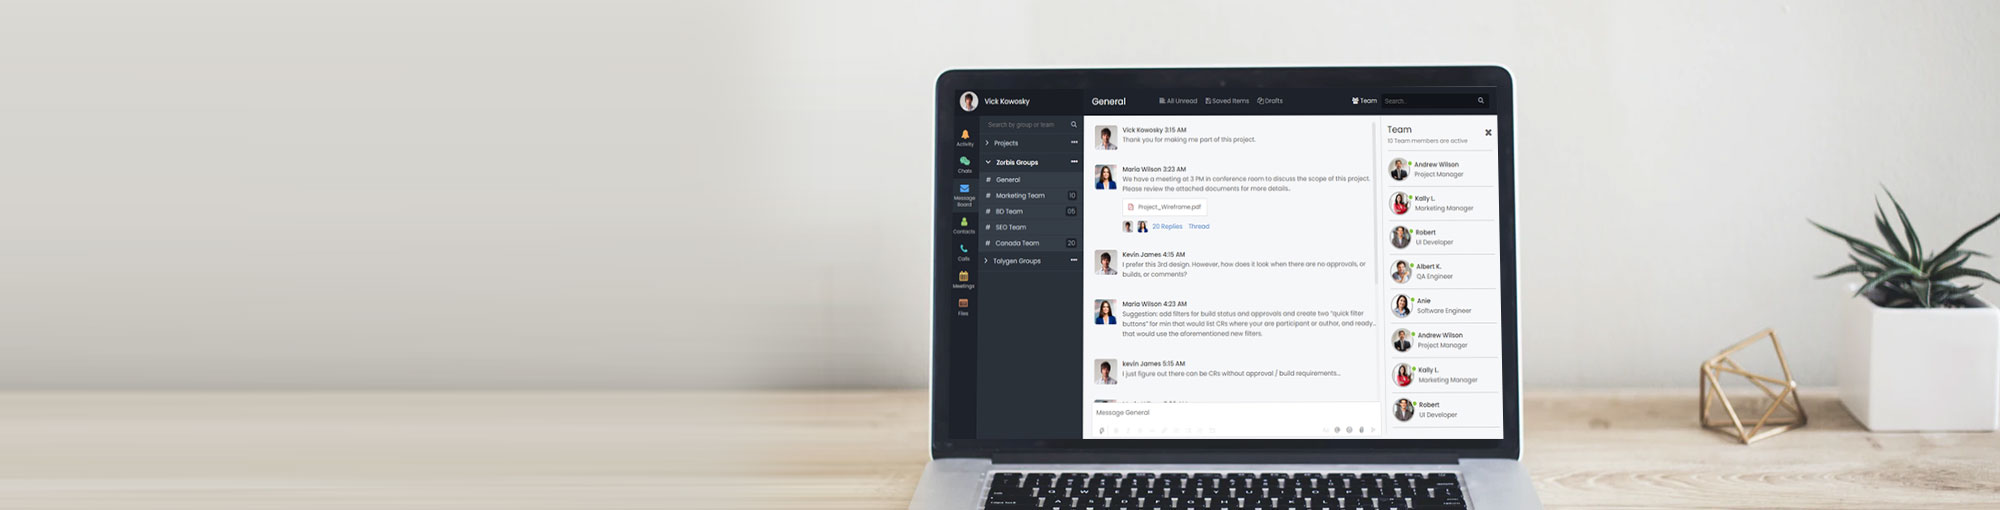 Vick Kowosky
General
All Unread
Saved Items
Drafts
Team
Search..
Activity
Chats
Message
Board
Contacts
Calls
Meetings
Files
Search by group or team
Projects
Zorbis Groups
# General
# Marketing Team 10
# BD Team 05
# SEO Team
# Canada Team 20
Talygen Groups
Vick Kowosky 3:15 AM
Thank you for making me part of this project.
Maria Wilson 3:23 AM
We have a meeting at 3 PM in conference room to discuss the scope of this project.
Please review the attached documents for more details..
Project_Wireframe.pdf
20 Replies Thread
Kevin James 4:15 AM
I prefer this 3rd design. However, how does it look when there are no approvals, or
builds, or comments?
Maria Wilson 4:23 AM
Suggestion: add filters for build status and approvals and create two "quick filter
buttons" for min that would list CRs where your are participant or author, and ready..
that would use the aforementioned new filters.
kevin James 5:15 AM
I just figure out there can be CRs without approval / build requirements...
Message General
Team
10 Team members are active
Andrew Wilson
Project Manager
Kally L.
Marketing Manager
Robert
UI Developer
Albert K.
QA Engineer
Anie
Software Engineer
Andrew Wilson
Project Manager
Kally L.
Marketing Manager
Robert
UI Developer